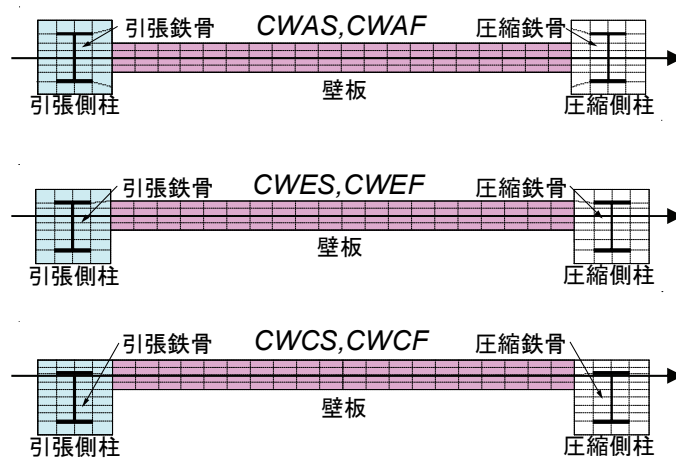 引張鉄骨 CWAS,CWAF 圧縮鉄骨
壁板
引張側柱 圧縮側柱
引張鉄骨 CWES,CWEF 圧縮鉄骨
壁板
引張側柱 圧縮側柱
引張鉄骨 CWCS,CWCF 圧縮鉄骨
壁板
引張側柱 圧縮側柱